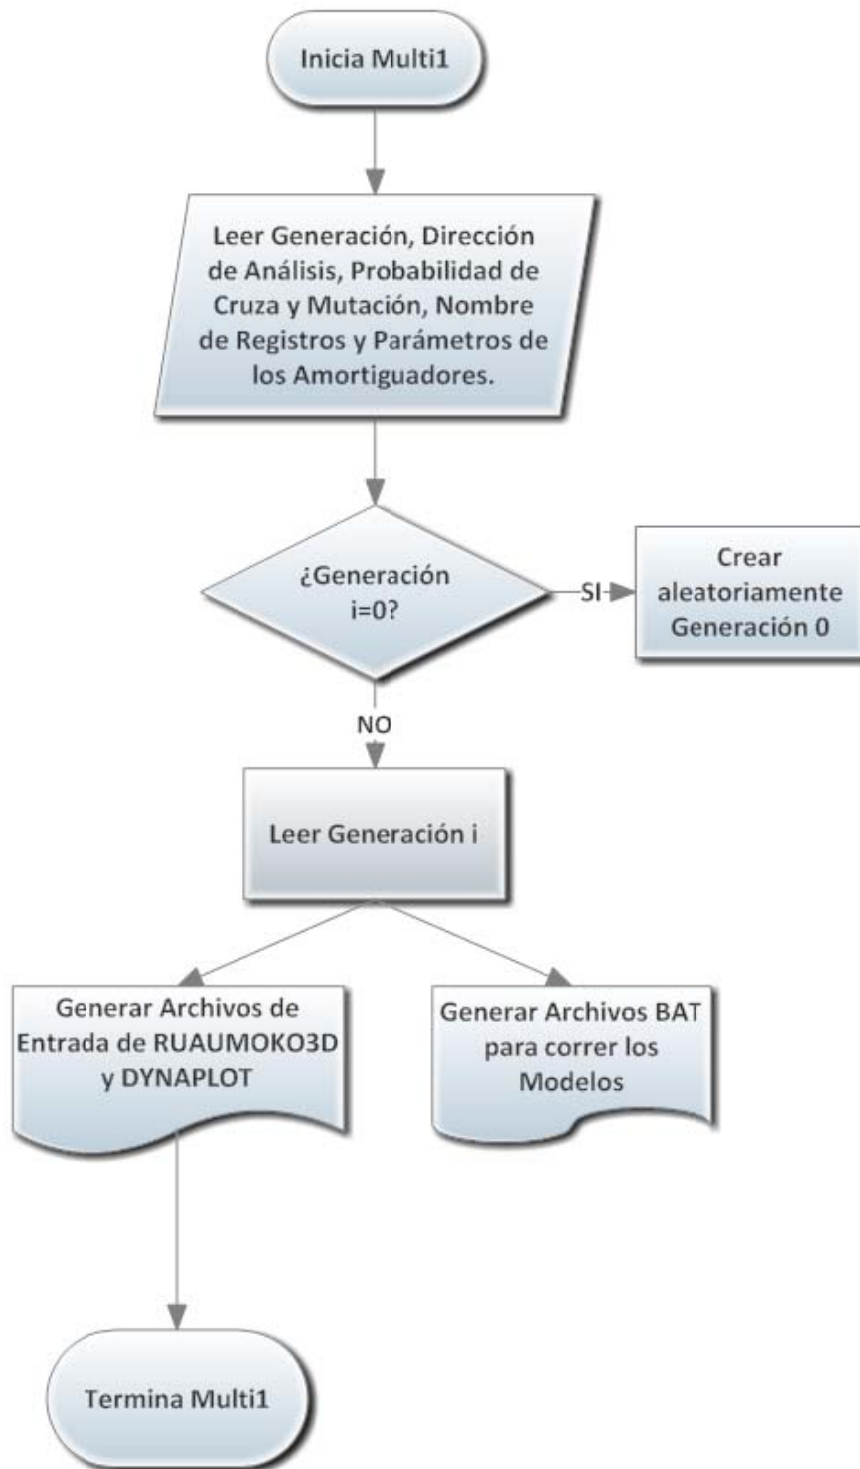 Inicia Multi1
Leer Generación, Dirección
de Análisis, Probabilidad de
Cruza y Mutación, Nombre
de Registros y Parámetros de
los Amortiguadores.
¿Generación
i=0?
SI
Crear
aleatoriamente
Generación 0
NO
Leer Generación i
Generar Archivos de
Entrada de RUAUMOKO3D
y DYNAPLOT
Generar Archivos BAT
para correr los
Modelos
Termina Multi1